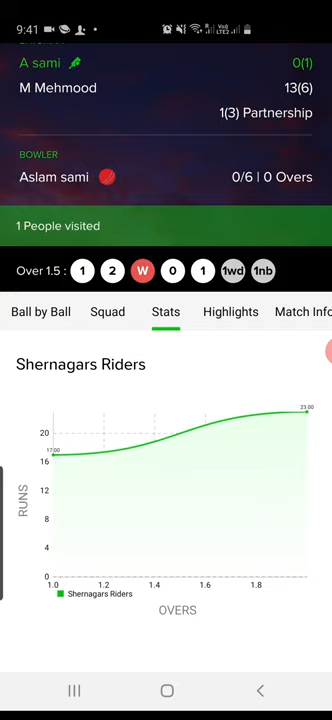 9:41
A sami 0(1)
M Mehmood 13(6)
1(3) Partnership
BOWLER
Aslam sami 0/6 | 0 Overs
1 People visited
Over 1.5 : 1 2 W 0 1 1wd 1nb
Ball by Ball Squad Stats Highlights Match Info
Shernagars Riders
23.00
20
17.00
16
12
8
4
0
RUNS
1.0 1.2 1.4 1.6 1.8
Shernagars Riders
OVERS